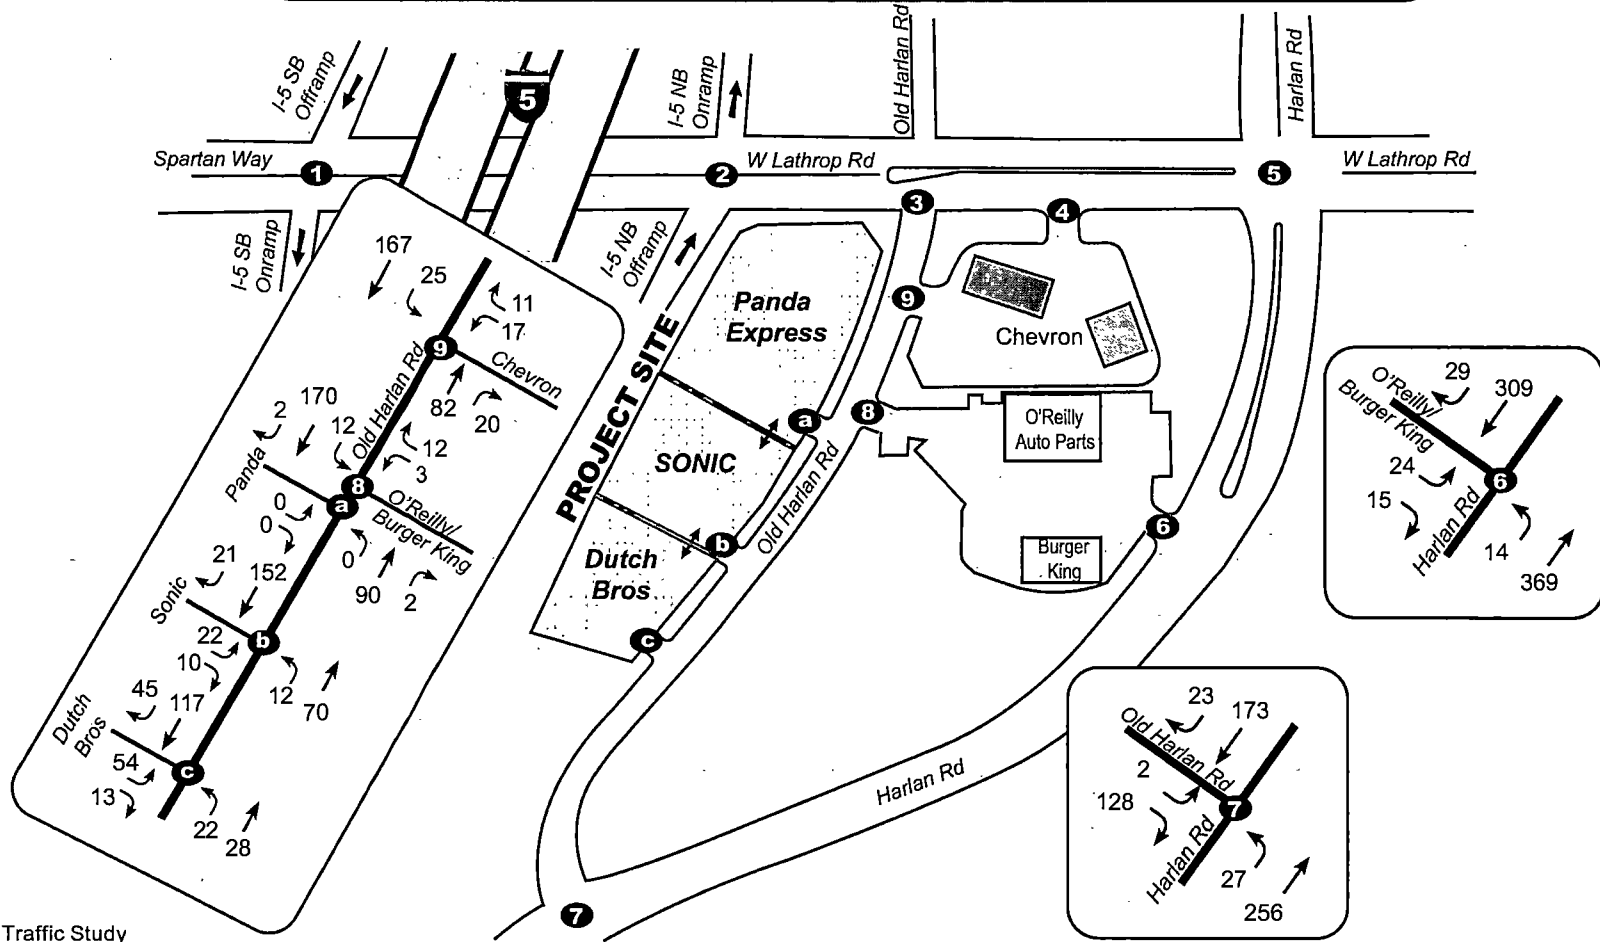 Old Harlan Rd
Harlan Rd
I-5 SB
Offramp
5
I-5 NB
Onramp
Spartan Way
1
2
W Lathrop Rd
5
W Lathrop Rd
3
4
I-5 SB
Onramp
I-5 NB
Offramp
9
Panda
Express
Chevron
PROJECT SITE
a
8
O'Reilly
Auto Parts
SONIC
Old Harlan Rd
b
6
Dutch
Bros
Burger
King
c
Harlan Rd
7
167
25
11
17
9
Chevron
Old Harlan Rd
82
20
2
170
12
12
3
Panda
8
a
O'Reilly/
Burger King
0
0
0
90
2
21
152
Sonic
b
22
10
12
70
45
117
Dutch
Bros
c
54
13
22
28
29
309
O'Reilly/
Burger King
24
15
6
Harlan Rd
14
369
23
173
Old Harlan Rd
2
128
7
Harlan Rd
27
256
Traffic Study